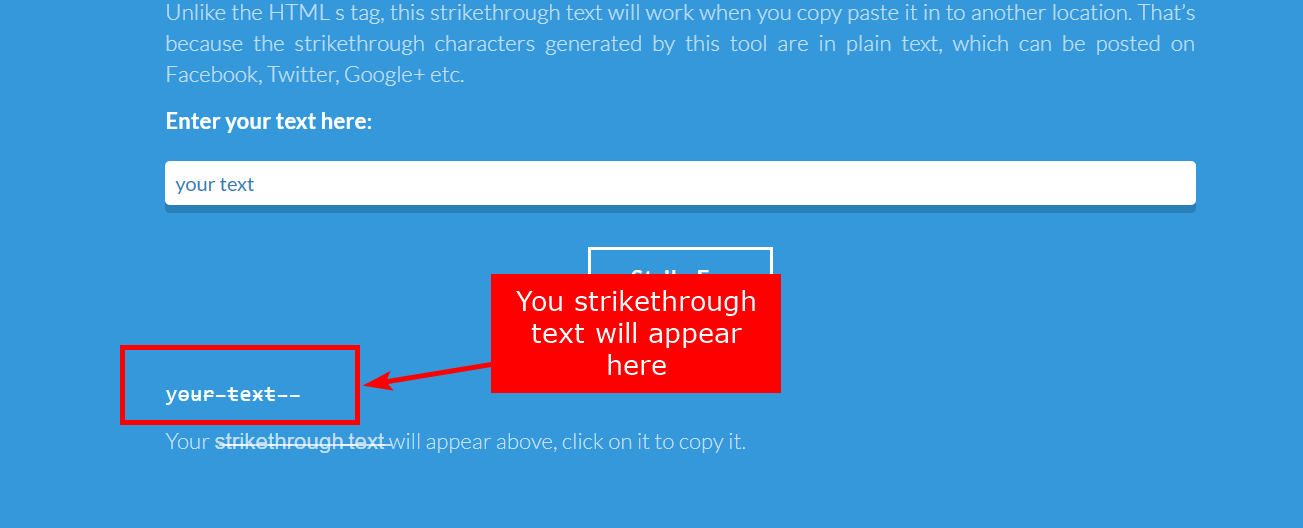 Unlike the HTML s tag, this strikethrough text will work when you copy paste it in to another location. That's
because the strikethrough characters generated by this tool are in plain text, which can be posted on
Facebook, Twitter, Google+ etc.
Enter your text here:
your text
You strikethrough
text will appear
here
y̶o̶u̶r̶ ̶t̶e̶x̶t̶ ̶ ̶
Your strikethrough text will appear above, click on it to copy it.